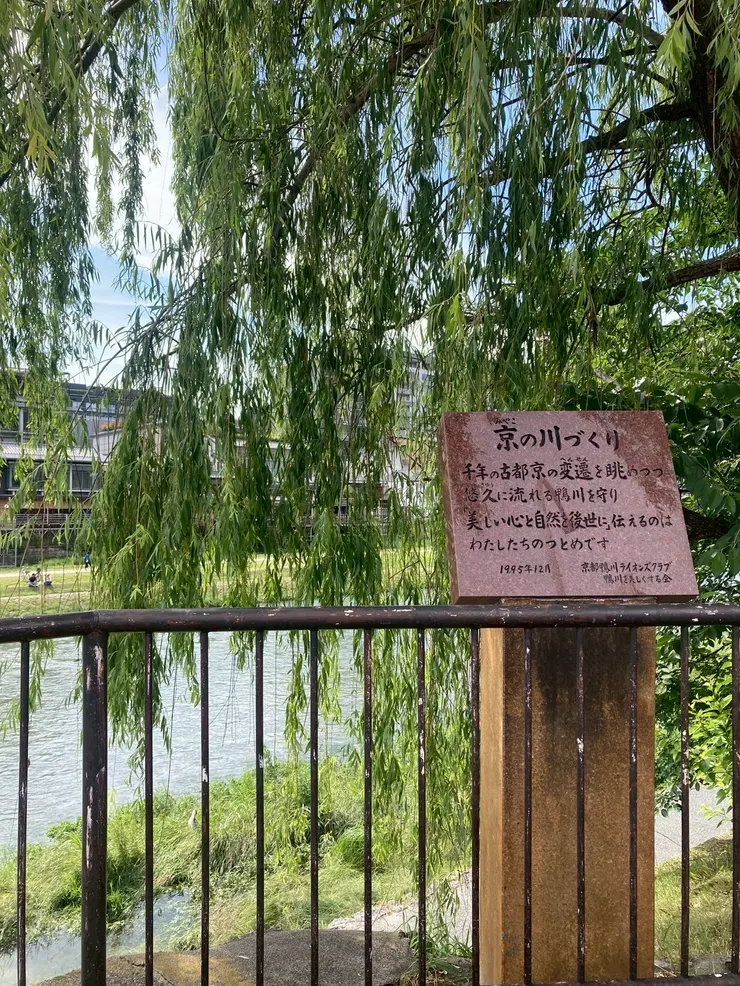 京の川づくり
千年の古都京の変遷を眺めつつ
悠久に流れる鴨川を守り
美しい心と自然を後世に伝えるのは
わたしたちのつとめです
1995年12月 京都鴨川ライオンズクラブ
鴨川を美しくする会